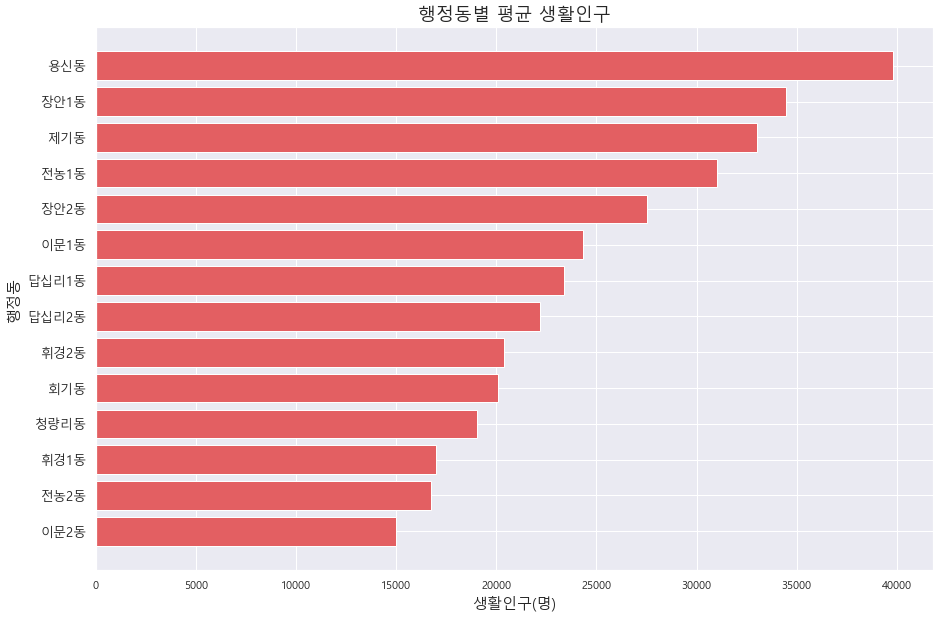 행정동별 평균 생활인구
행정동
용신동
장안1동
제기동
전농1동
장안2동
이문1동
답십리1동
답십리2동
휘경2동
회기동
청량리동
휘경1동
전농2동
이문2동
0 5000 10000 15000 20000 25000 30000 35000 40000
생활인구(명)